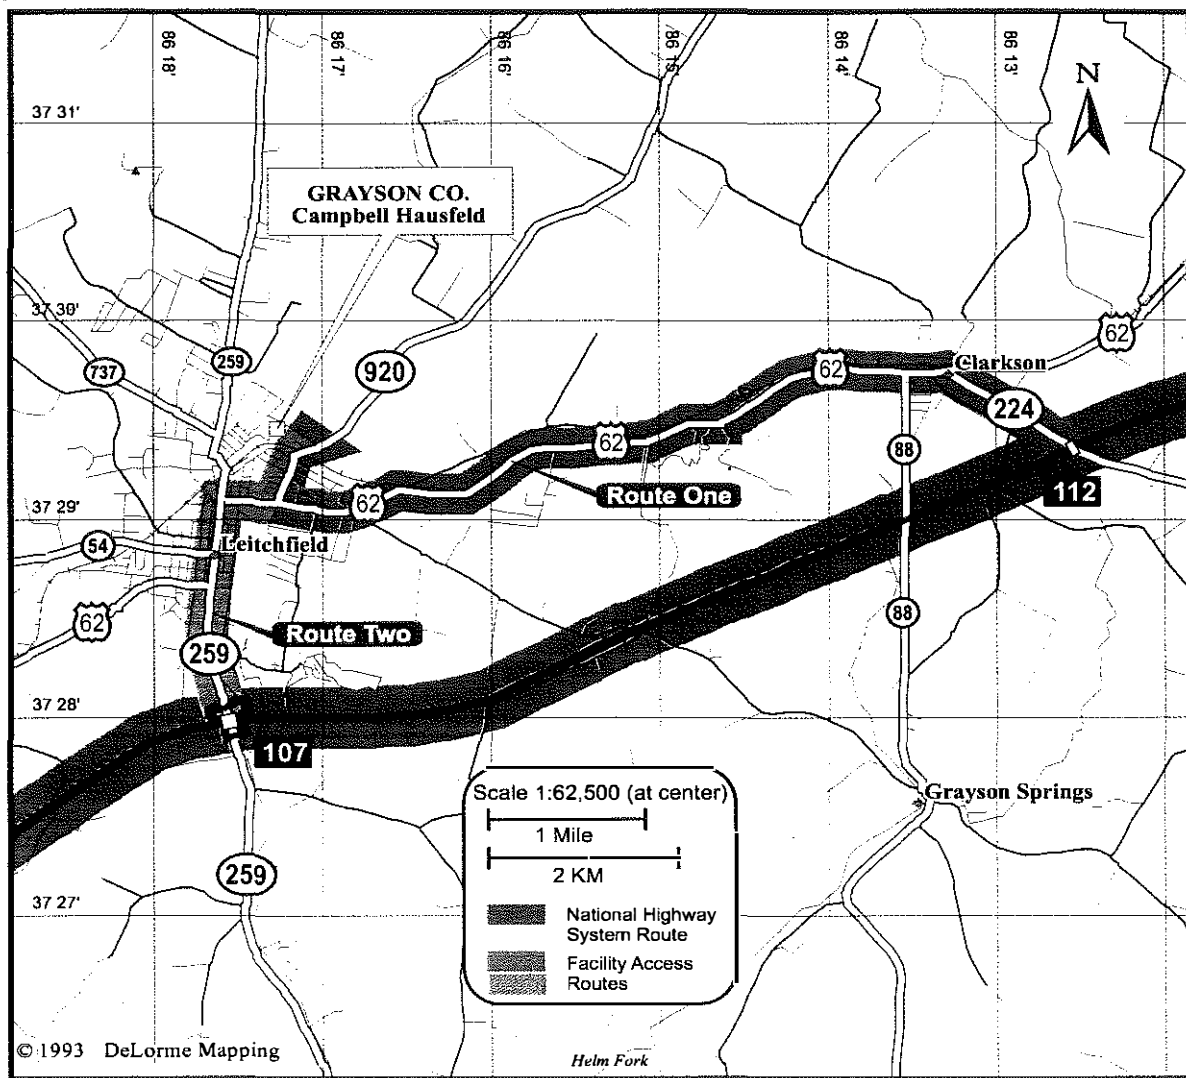 86 18'
86 17'
86 16'
86 15'
86 14'
86 13'
N
37 31'
GRAYSON CO.
Campbell Hausfeld
37 30'
62
737
259
920
62
Clarkson
224
62
88
Route One
112
62
37 29'
Leitchfield
54
62
Route Two
88
259
37 28'
107
Scale 1:62,500 (at center)
1 Mile
2 KM
Grayson Springs
259
37 27'
National Highway
System Route
Facility Access
Routes
© 1993 DeLorme Mapping
Helm Fork